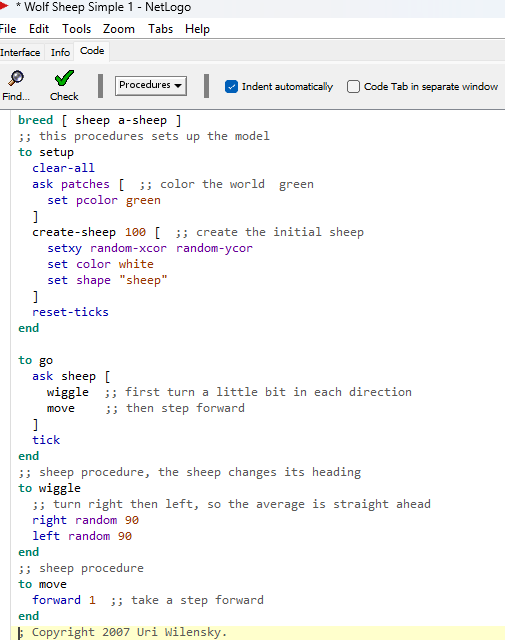 * Wolf Sheep Simple 1 - NetLogo
File Edit Tools Zoom Tabs Help
Interface Info Code
Find... Check Procedures Indent automatically Code Tab in separate window
breed [ sheep a-sheep ]
;; this procedures sets up the model
to setup
  clear-all
  ask patches [  ;; color the world  green
    set pcolor green
  ]
  create-sheep 100 [  ;; create the initial sheep
    setxy random-xcor random-ycor
    set color white
    set shape "sheep"
  ]
  reset-ticks
end

to go
  ask sheep [
    wiggle  ;; first turn a little bit in each direction
    move    ;; then step forward
  ]
  tick
end
;; sheep procedure, the sheep changes its heading
to wiggle
  ;; turn right then left, so the average is straight ahead
  right random 90
  left random 90
end
;; sheep procedure
to move
  forward 1  ;; take a step forward
end
; Copyright 2007 Uri Wilensky.